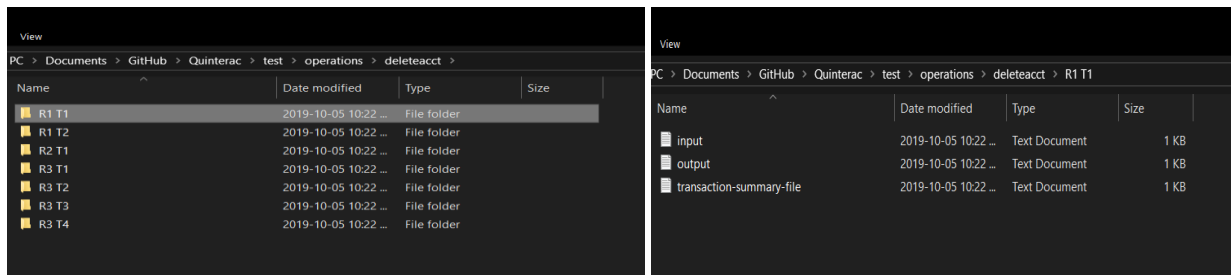 View
PC > Documents > GitHub > Quinterac > test > operations > deleteacct >
Name Date modified Type Size
R1 T1 2019-10-05 10:22 ... File folder
R1 T2 2019-10-05 10:22 ... File folder
R2 T1 2019-10-05 10:22 ... File folder
R3 T1 2019-10-05 10:22 ... File folder
R3 T2 2019-10-05 10:22 ... File folder
R3 T3 2019-10-05 10:22 ... File folder
R3 T4 2019-10-05 10:22 ... File folder
View
PC > Documents > GitHub > Quinterac > test > operations > deleteacct > R1 T1
Name Date modified Type Size
input 2019-10-05 10:22 ... Text Document 1 KB
output 2019-10-05 10:22 ... Text Document 1 KB
transaction-summary-file 2019-10-05 10:22 ... Text Document 1 KB